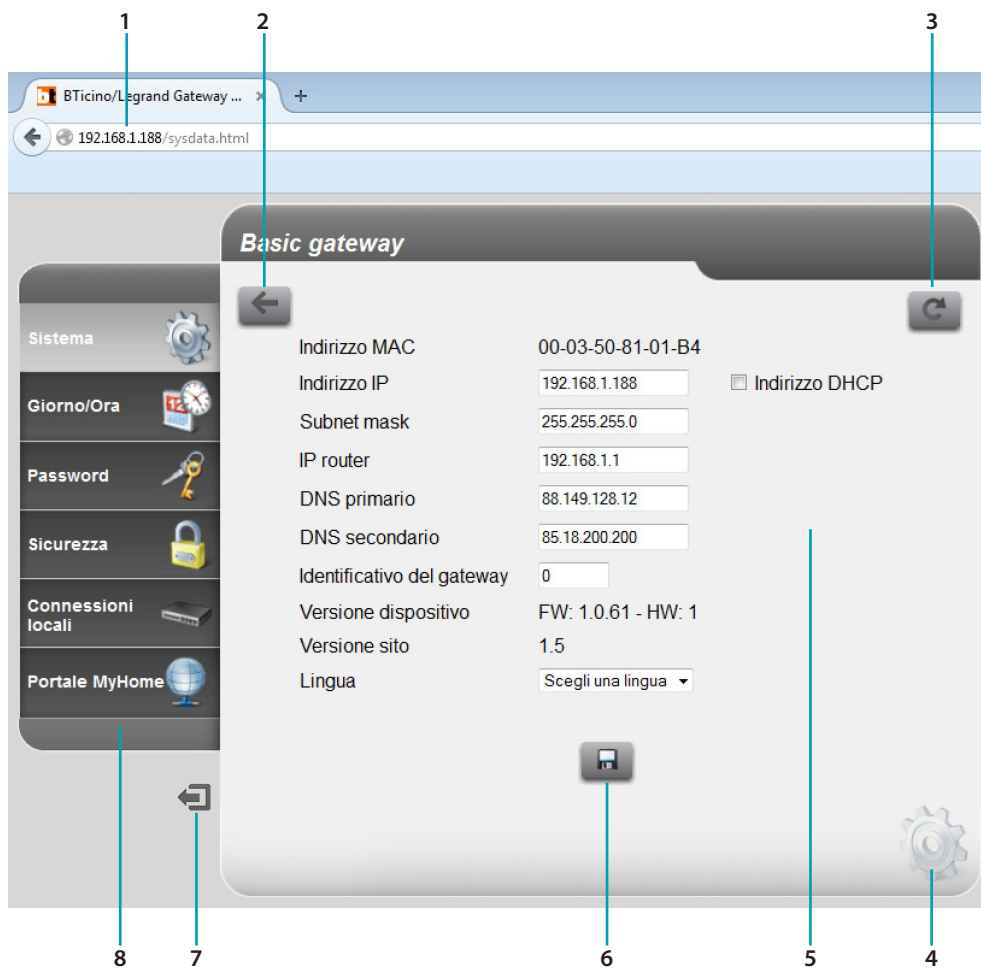 1 2 3
BTicino/Legrand Gateway ... × +
192.168.1.188/sysdata.html
Basic gateway
Sistema
Giorno/Ora
12
Password
Sicurezza
Connessioni
locali
Portale MyHome
Indirizzo MAC 00-03-50-81-01-B4
Indirizzo IP 192.168.1.188 Indirizzo DHCP
Subnet mask 255.255.255.0
IP router 192.168.1.1
DNS primario 88.149.128.12
DNS secondario 85.18.200.200
Identificativo del gateway 0
Versione dispositivo FW: 1.0.61 - HW: 1
Versione sito 1.5
Lingua Scegli una lingua
8 7 6 5 4